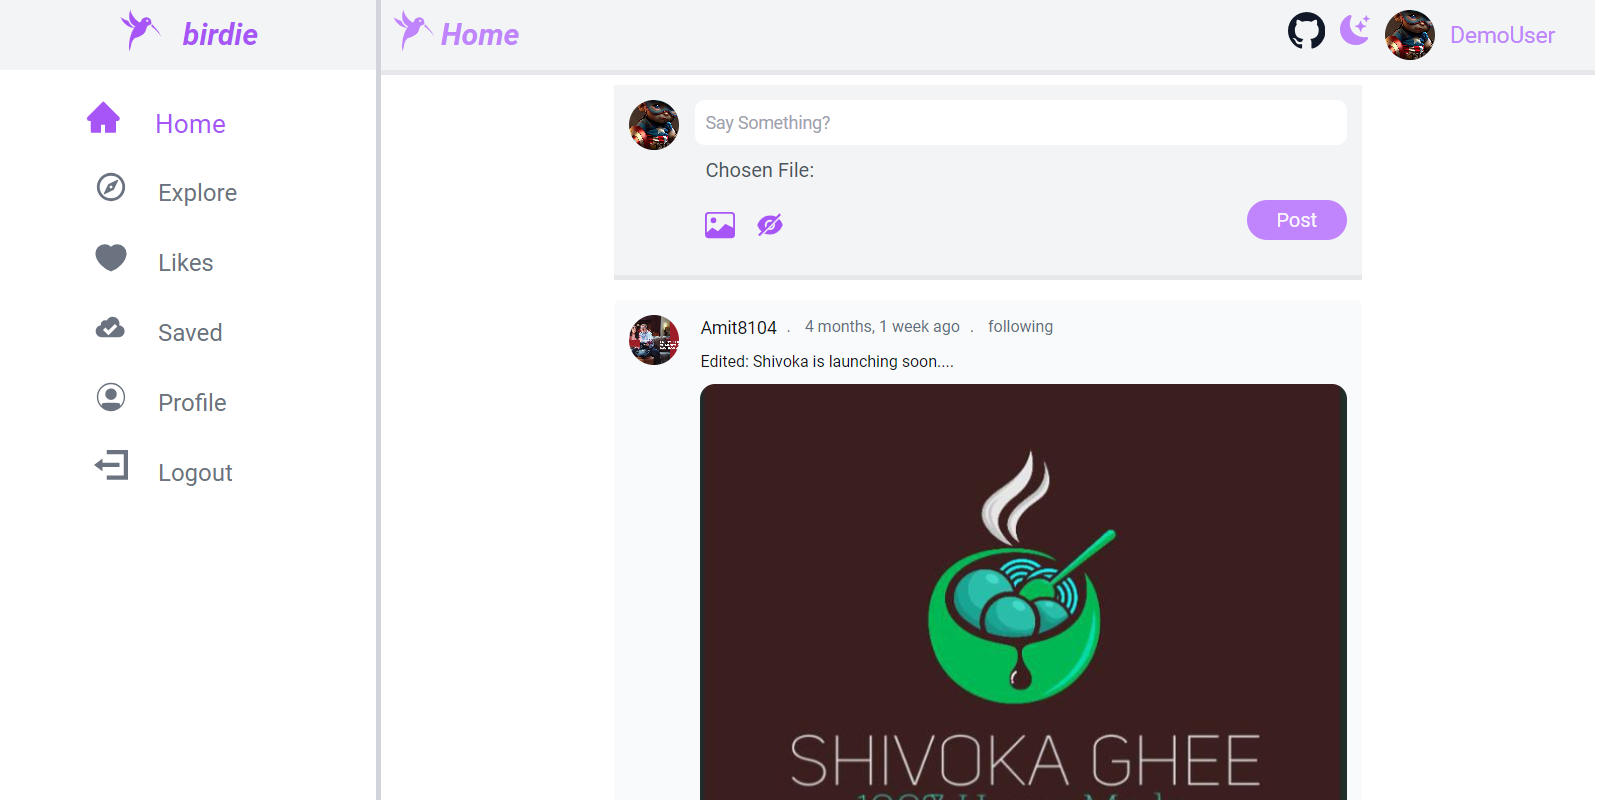 birdie
Home
DemoUser
Home
Explore
Likes
Saved
Profile
Logout
Say Something?
Chosen File:
Post
Amit8104 . 4 months, 1 week ago . following
Edited: Shivoka is launching soon....
SHIVOKA GHEE